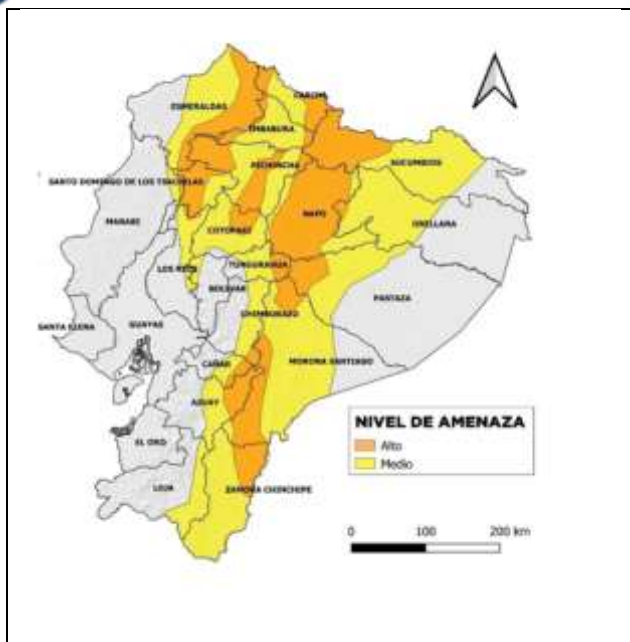 CARCHI
ESMERALDAS
IMBABURA
PICHINCHA
SUCUMBIOS
SANTO DOMINGO DE LOS TSACHILAS
NAPO
MANABI
ORELLANA
COTOPAXI
TUNGURAHUA
LOS RIOS
BOLIVAR
PASTAZA
CHIMBORAZO
SANTA ELENA
GUAYAS
MORONA SANTIAGO
CAÑAR
AZUAY
NIVEL DE AMENAZA
Alto
Medio
EL ORO
LOJA
ZAMORA CHINCHIPE
0 100 200 km